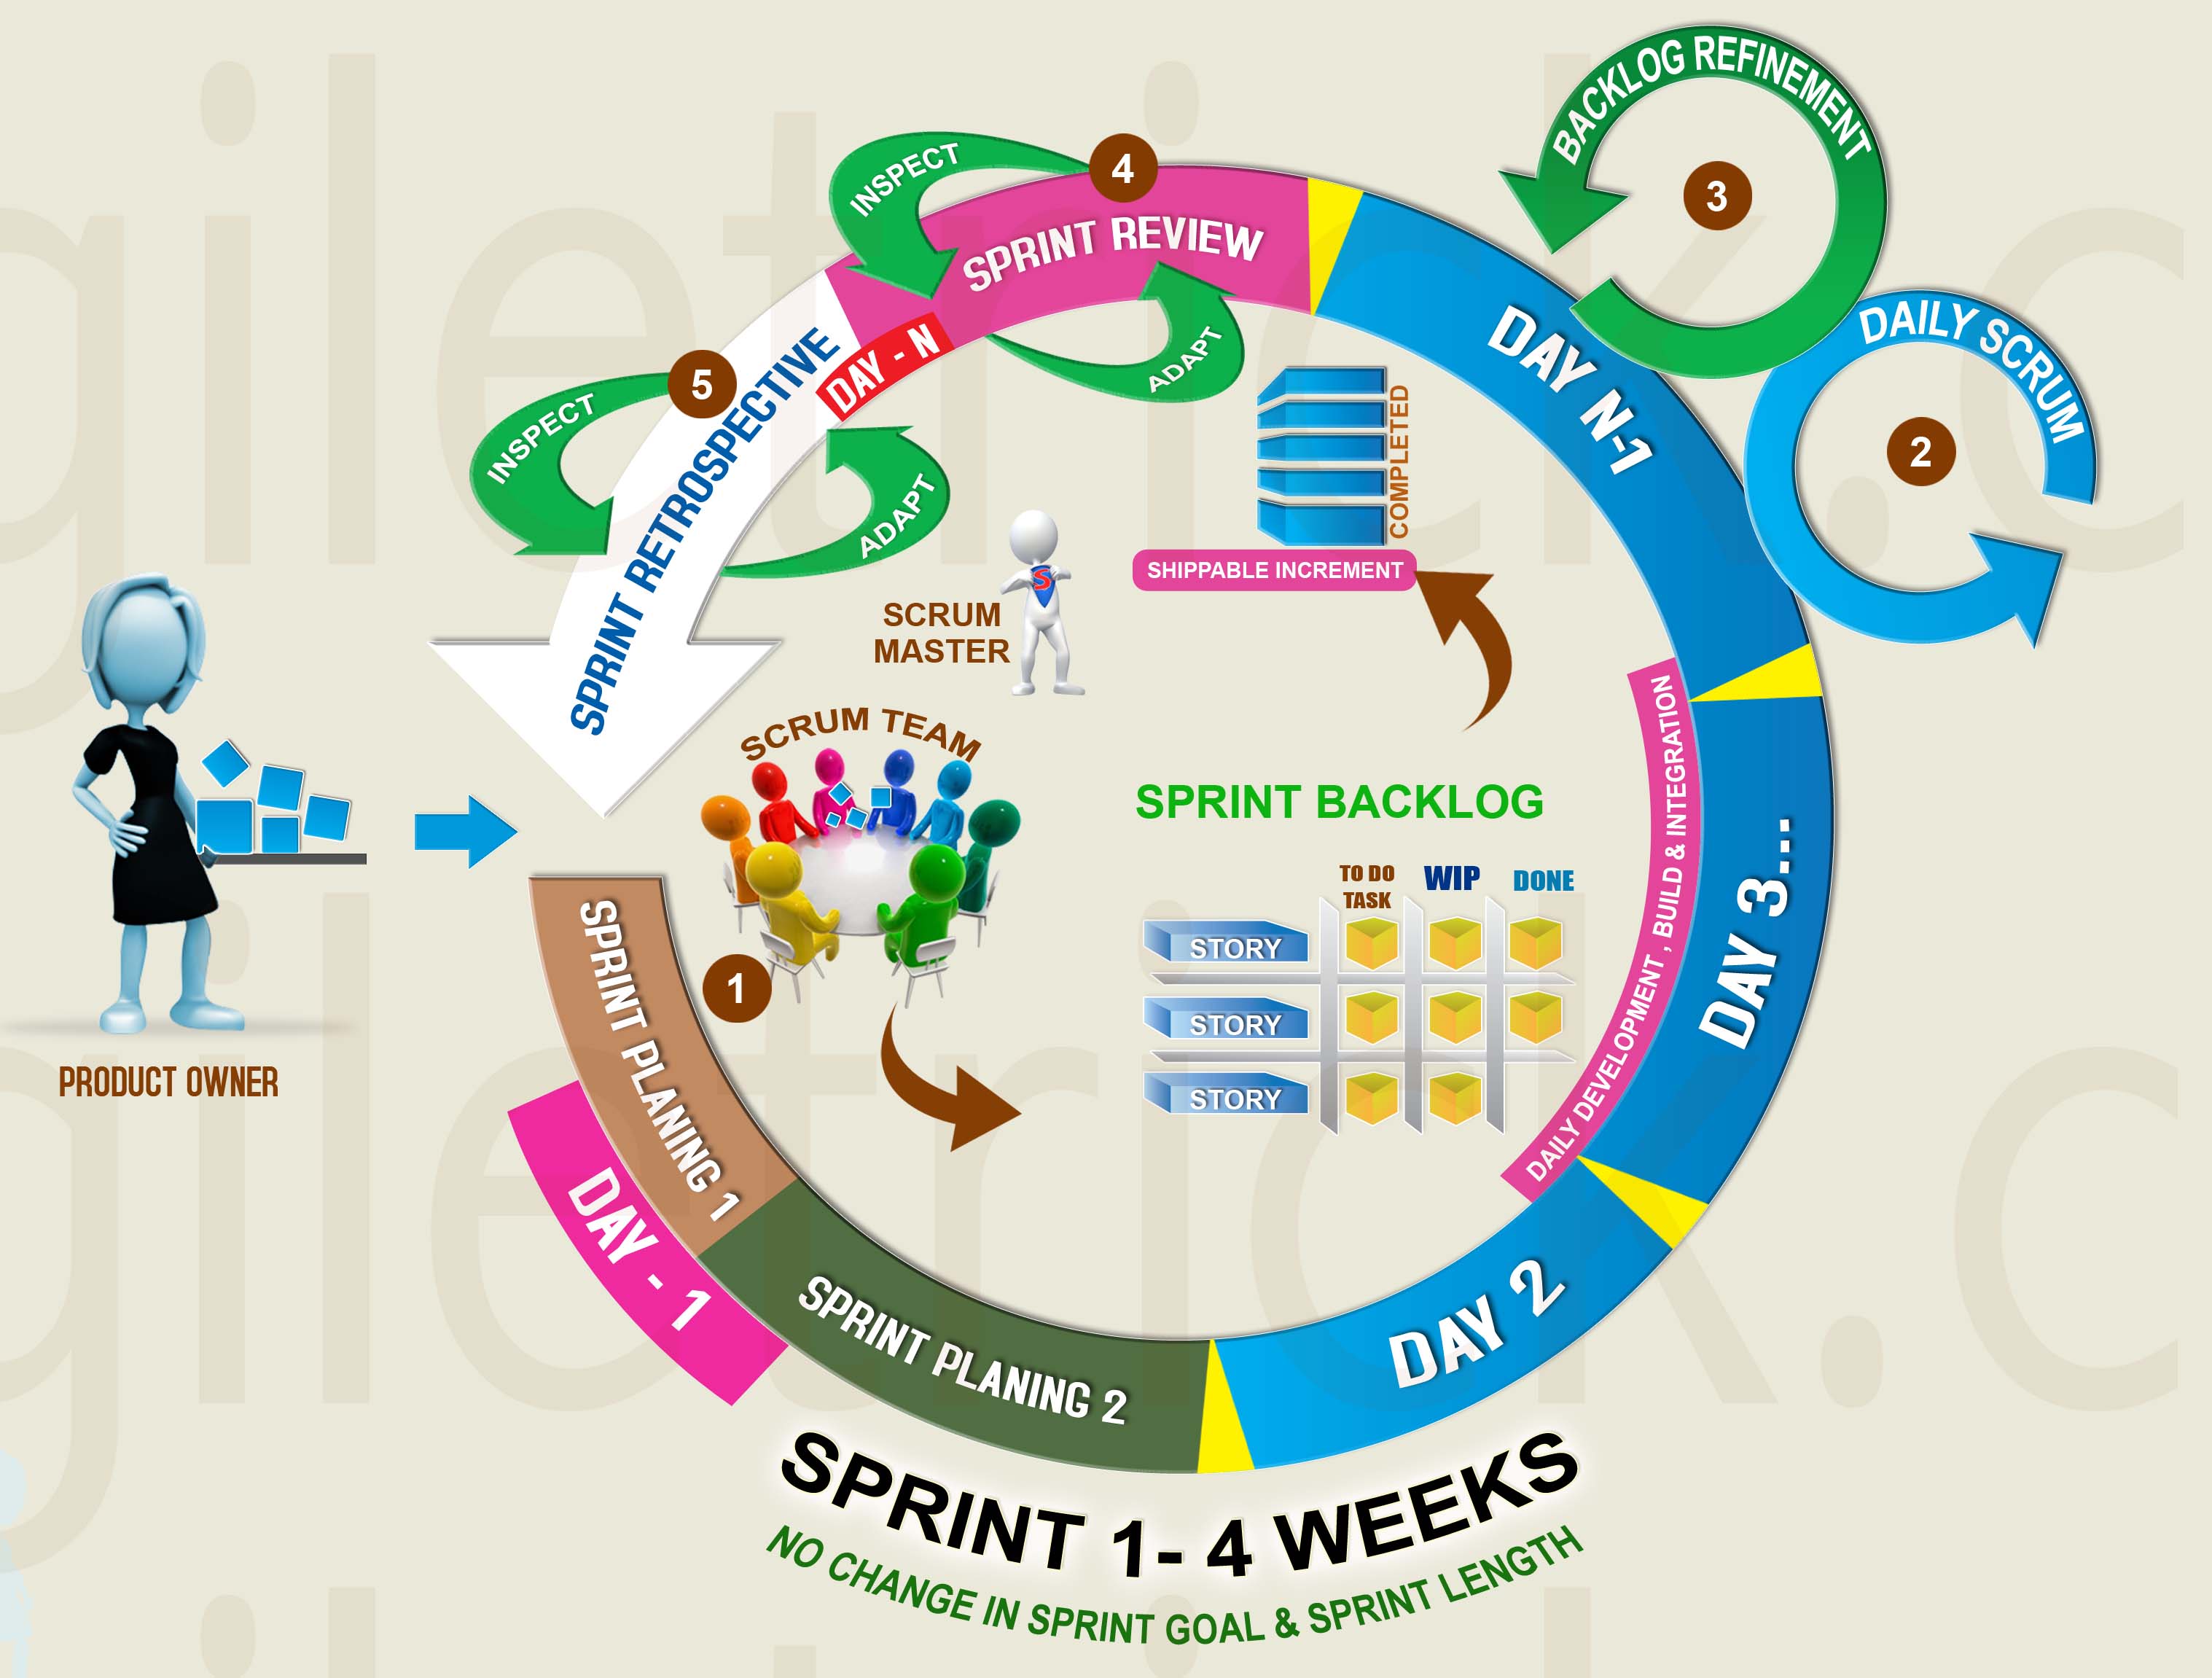 BACKLOG REFINEMENT
3
DAILY SCRUM
2
INSPECT
4
SPRINT REVIEW
ADAPT
DAY N-1
DAY - N
INSPECT
5
SPRINT RETROSPECTIVE
ADAPT
COMPLETED
SHIPPABLE INCREMENT
SCRUM
MASTER
SCRUM TEAM
1
PRODUCT OWNER
SPRINT BACKLOG
TO DO
TASK
WIP
DONE
STORY
STORY
STORY
DAILY DEVELOPMENT , BUILD & INTEGRATION
DAY 3...
DAY 2
SPRINT PLANING 1
DAY - 1
SPRINT PLANING 2
SPRINT 1- 4 WEEKS
NO CHANGE IN SPRINT GOAL & SPRINT LENGTH
giletrick.c
giletrick.c